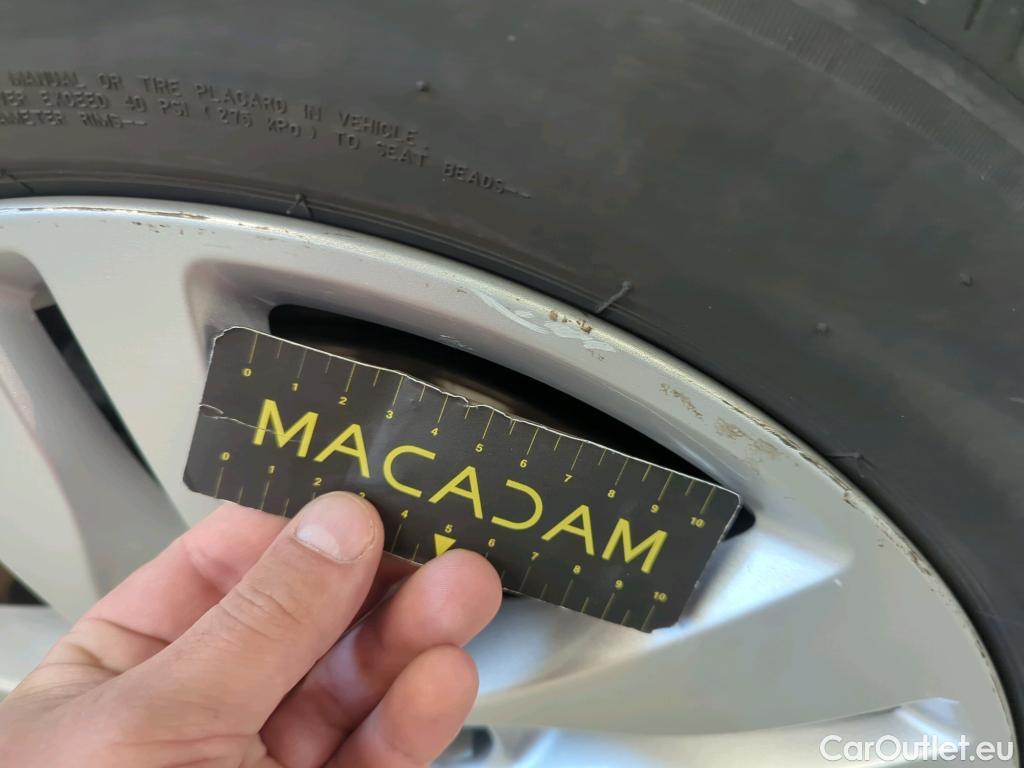 MANUAL OR TIRE PLACARD IN VEHICLE.
EXCEED 40 PSI (275 kPa) TO SEAT BEADS--
RIMS--
0 1 2 3 4 5 6 7 8 9 10
MACADAM
0 1 2 3 4 5 6 7 8 9 10
CarOutlet.eu